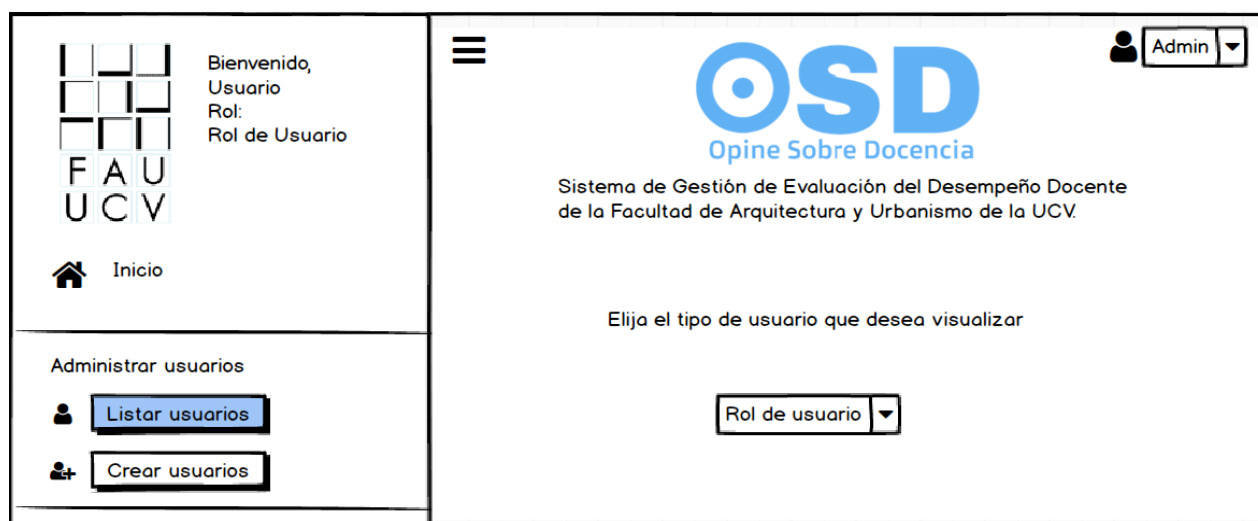 FAU
UCV
Bienvenido,
Usuario
Rol:
Rol de Usuario
Inicio
Administrar usuarios
Listar usuarios
Crear usuarios
Admin
OSD
Opine Sobre Docencia
Sistema de Gestión de Evaluación del Desempeño Docente
de la Facultad de Arquitectura y Urbanismo de la UCV.
Elija el tipo de usuario que desea visualizar
Rol de usuario